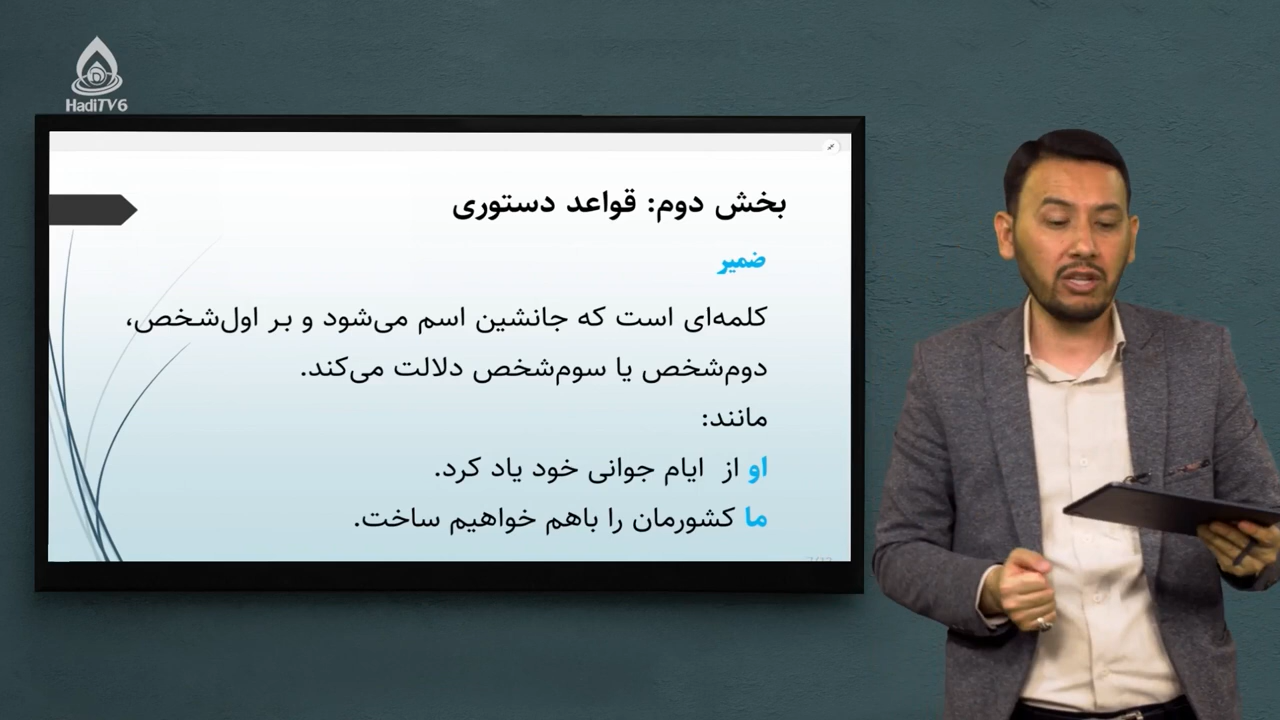 HadiTV6
بخش دوم: قواعد دستوری
ضمیر
کلمه‌ای است که جانشین اسم می‌شود و بر اول‌شخص،
دوم‌شخص یا سوم‌شخص دلالت می‌کند.
مانند:
او از ایام جوانی خود یاد کرد.
ما کشورمان را باهم خواهیم ساخت.